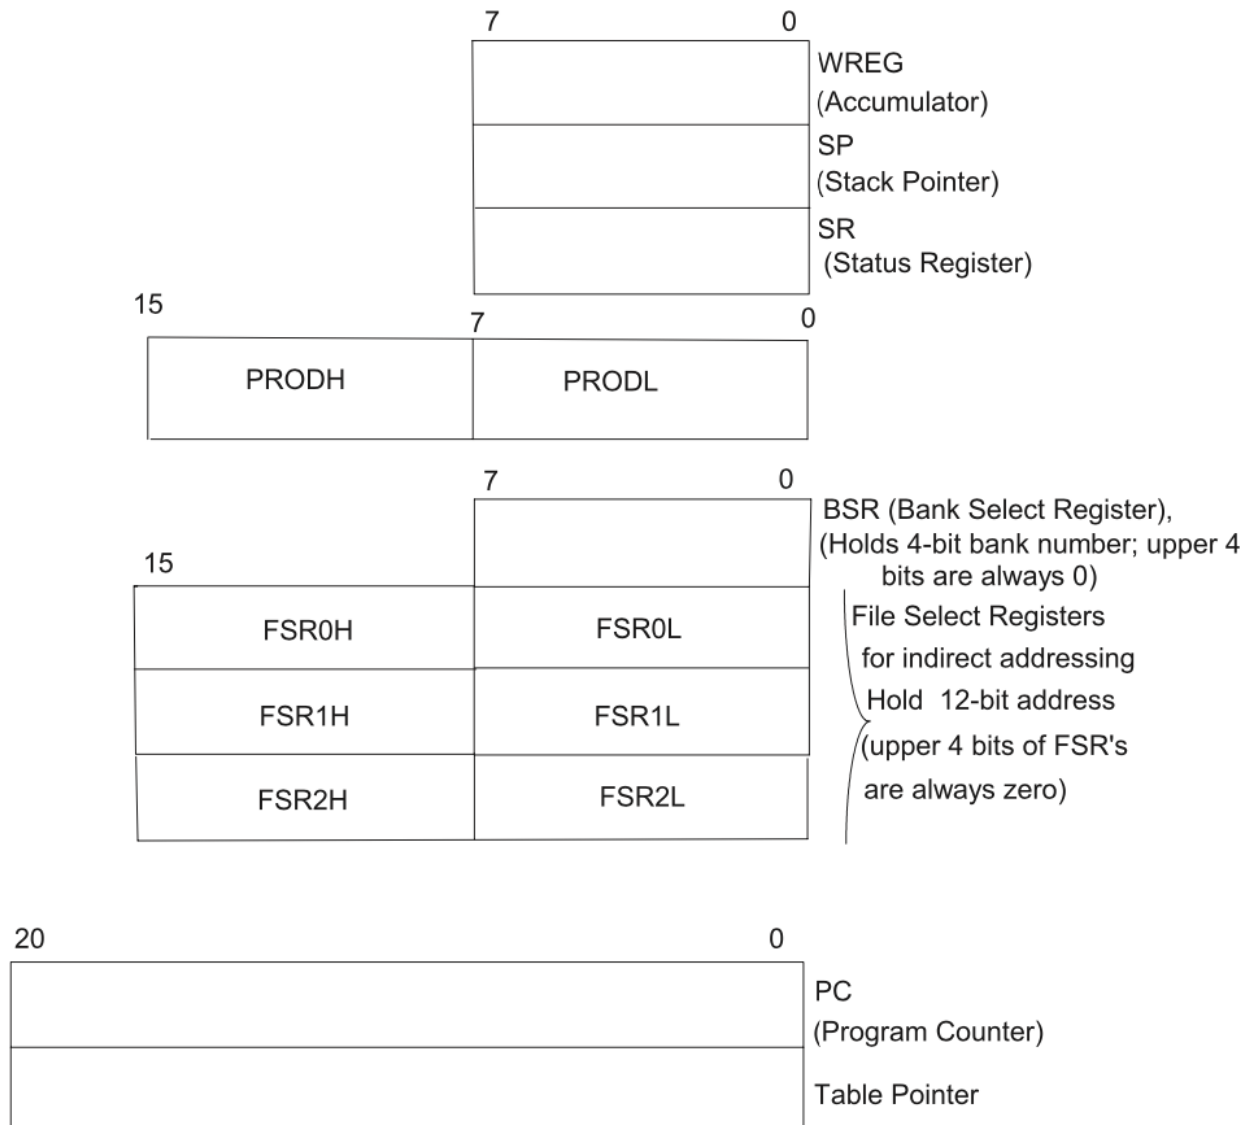 7 0
WREG
(Accumulator)
SP
(Stack Pointer)
SR
(Status Register)
15 7 0
PRODH PRODL
7 0
BSR (Bank Select Register),
(Holds 4-bit bank number; upper 4
bits are always 0)
15
FSR0H FSR0L
File Select Registers
for indirect addressing
FSR1H FSR1L
Hold 12-bit address
(upper 4 bits of FSR's
are always zero)
FSR2H FSR2L
20 0
PC
(Program Counter)
Table Pointer